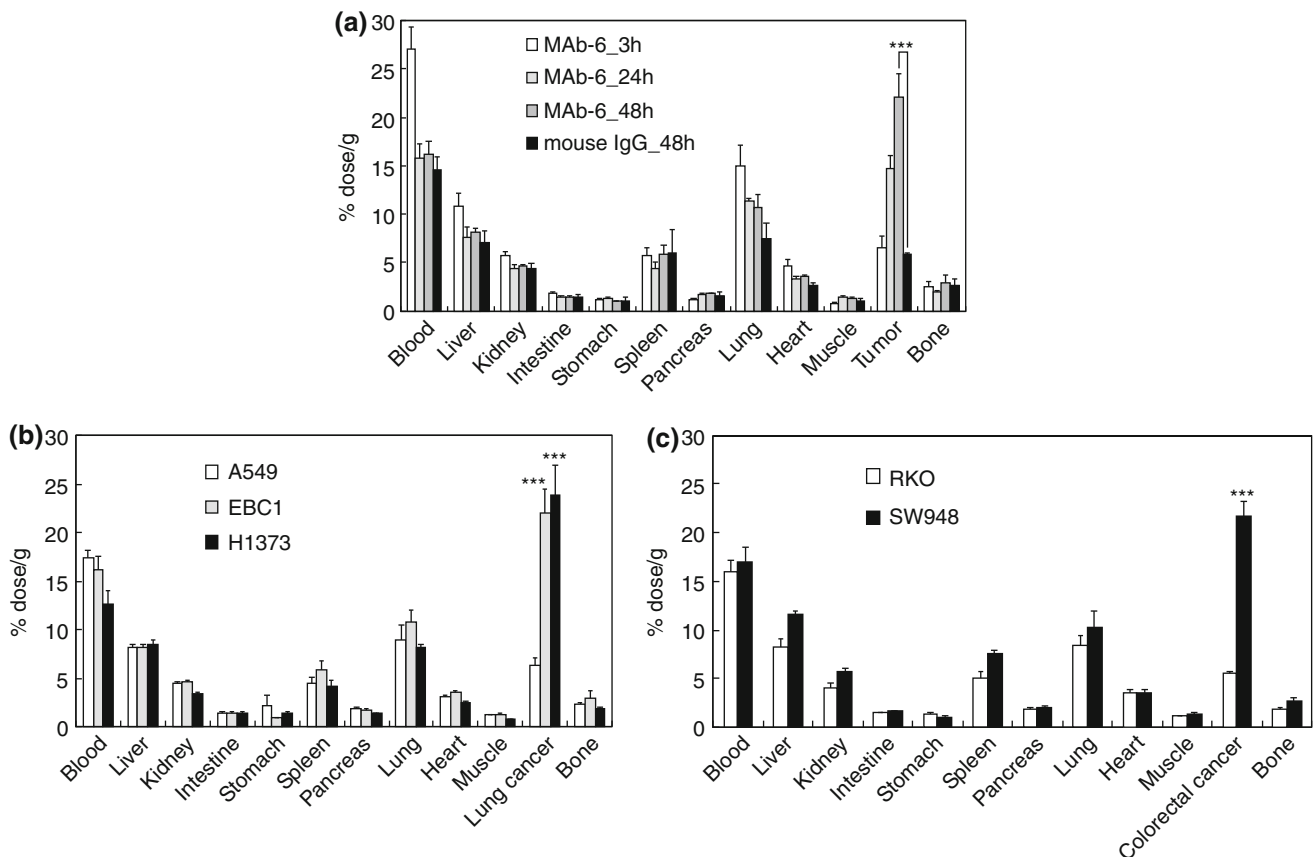 (a)
30
25
20
15
10
5
0
% dose/g
MAb-6_3h
MAb-6_24h
MAb-6_48h
mouse IgG_48h
***
Blood
Liver
Kidney
Intestine
Stomach
Spleen
Pancreas
Lung
Heart
Muscle
Tumor
Bone
(b)
30
25
20
15
10
5
0
% dose/g
A549
EBC1
H1373
***
***
Blood
Liver
Kidney
Intestine
Stomach
Spleen
Pancreas
Lung
Heart
Muscle
Lung cancer
Bone
(c)
30
25
20
15
10
5
0
% dose/g
RKO
SW948
***
Blood
Liver
Kidney
Intestine
Stomach
Spleen
Pancreas
Lung
Heart
Muscle
Colorectal cancer
Bone